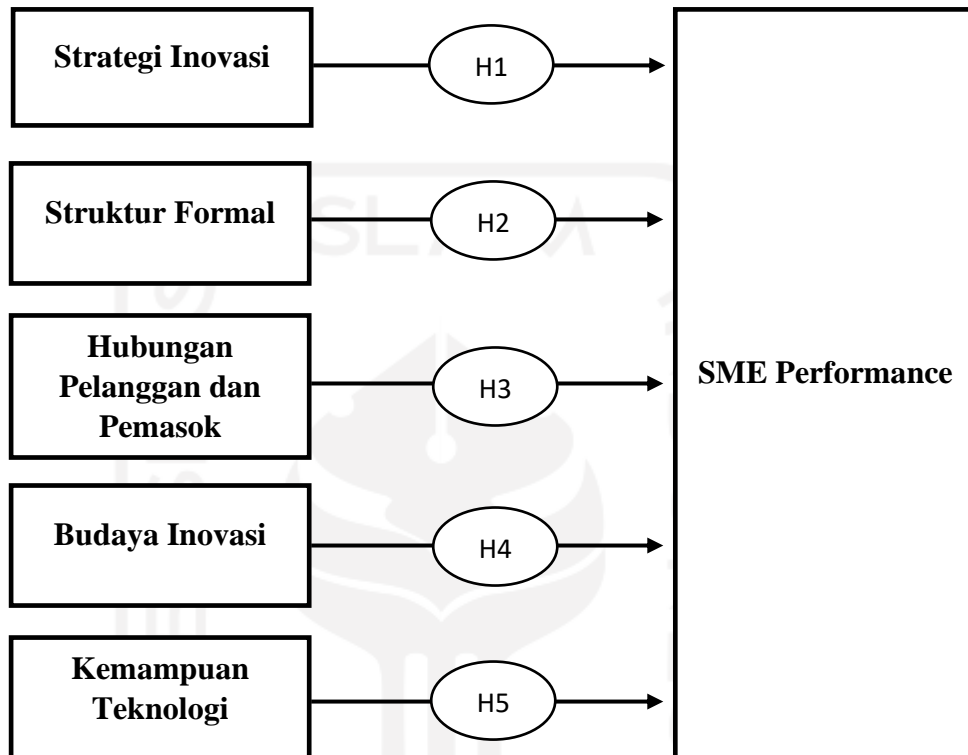 Strategi Inovasi
H1
Struktur Formal
H2
Hubungan
Pelanggan dan
Pemasok
H3
SME Performance
Budaya Inovasi
H4
Kemampuan
Teknologi
H5